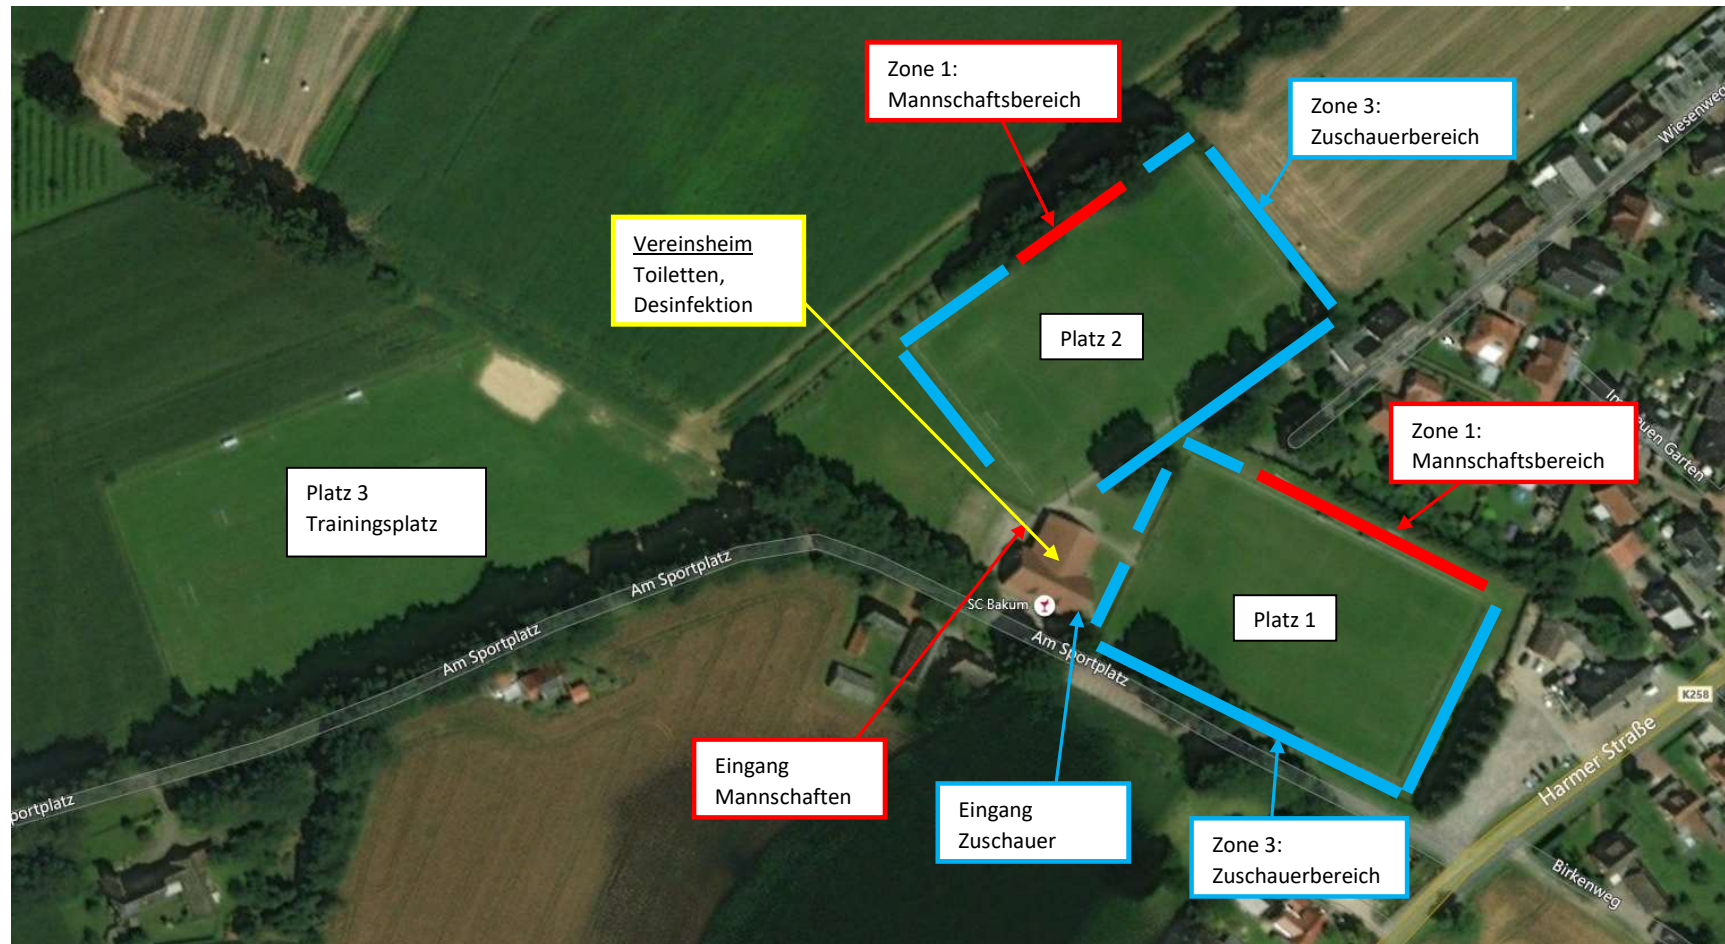 Zone 1:
Mannschaftsbereich
Zone 3:
Zuschauerbereich
Wiesenweg
Vereinsheim
Toiletten,
Desinfektion
Platz 2
Zone 1:
Mannschaftsbereich
Garten
Platz 3
Trainingsplatz
Am Sportplatz
Am Sportplatz
SC Bakum
Am Sportplatz
Platz 1
K258
Harmer Straße
Eingang
Mannschaften
Eingang
Zuschauer
Zone 3:
Zuschauerbereich
Birkenweg